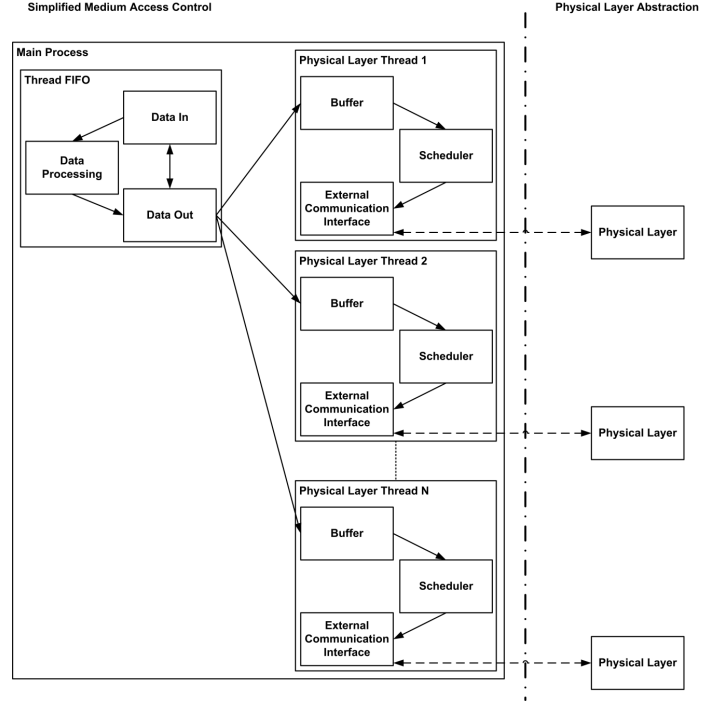 Simplified Medium Access Control
Physical Layer Abstraction
Main Process
Thread FIFO
Data In
Data
Processing
Data Out
Physical Layer Thread 1
Buffer
Scheduler
External
Communication
Interface
Physical Layer
Physical Layer Thread 2
Buffer
Scheduler
External
Communication
Interface
Physical Layer
Physical Layer Thread N
Buffer
Scheduler
External
Communication
Interface
Physical Layer